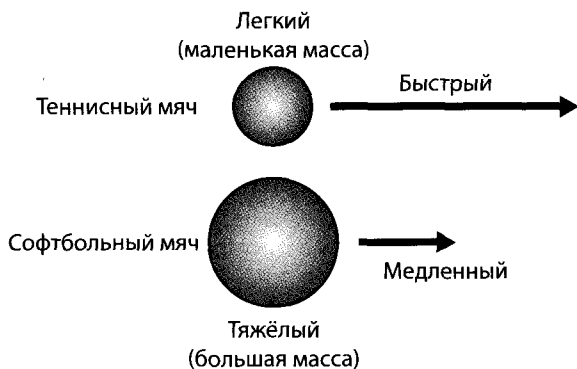 Легкий
(маленькая масса)
Быстрый
Теннисный мяч
Софтбольный мяч
Медленный
Тяжёлый
(большая масса)